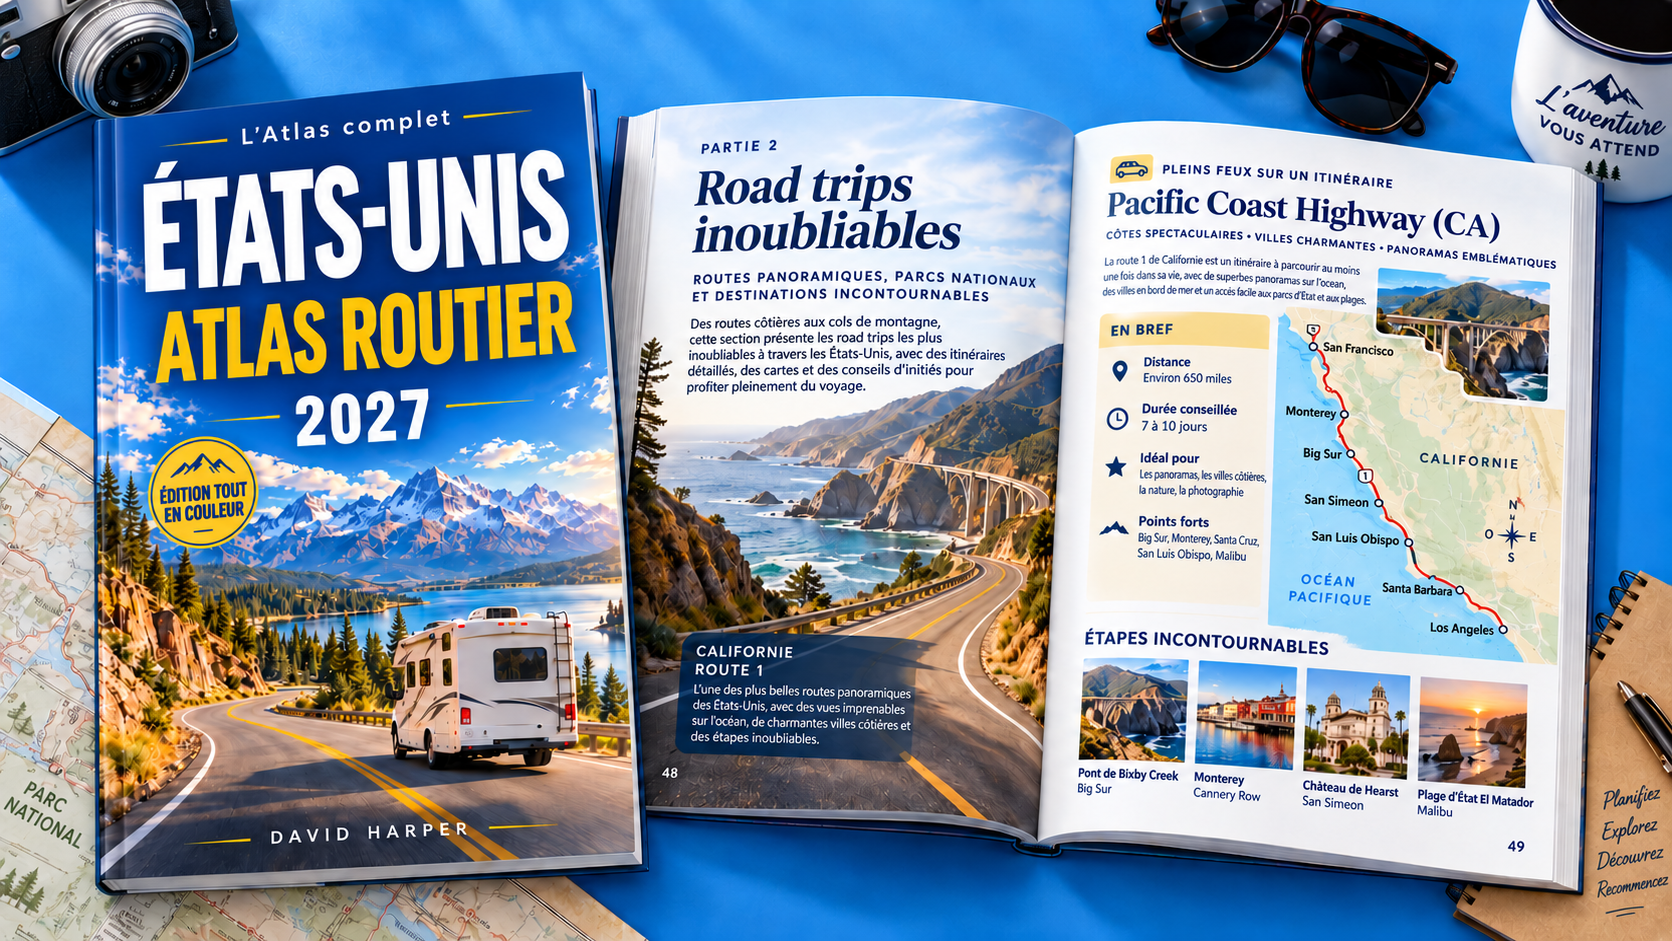 L'Atlas complet
ÉTATS-UNIS
ATLAS ROUTIER
2027
ÉDITION TOUT
EN COULEUR
DAVID HARPER
PARTIE 2
Road trips
inoubliables
ROUTES PANORAMIQUES, PARCS NATIONAUX
ET DESTINATIONS INCONTOURNABLES
Des routes côtières aux cols de montagne,
cette section présente les road trips les plus
inoubliables à travers les États-Unis, avec des itinéraires
détaillés, des cartes et des conseils d'initiés pour
profiter pleinement du voyage.
CALIFORNIE
ROUTE 1
L'une des plus belles routes panoramiques
des États-Unis, avec des vues imprenables
sur l'océan, de charmantes villes côtières et
des étapes inoubliables.
48
PLEINS FEUX SUR UN ITINÉRAIRE
Pacific Coast Highway (CA)
CÔTES SPECTACULAIRES • VILLES CHARMANTES • PANORAMAS EMBLÉMATIQUES
La route 1 de Californie est un itinéraire à parcourir au moins
une fois dans sa vie, avec de superbes panoramas sur l'ocean,
des villes en bord de mer et un accès facile aux parcs d'État et aux plages.
EN BREF
Distance
Environ 650 miles
Durée conseillée
7 à 10 jours
Idéal pour
Les panoramas, les villes côtières,
la nature, la photographie
Points forts
Big Sur, Monterey, Santa Cruz,
San Luis Obispo, Malibu
San Francisco
Monterey
Big Sur
1
San Simeon
San Luis Obispo
Santa Barbara
Los Angeles
CALIFORNIE
OCÉAN
PACIFIQUE
N
O
E
S
ÉTAPES INCONTOURNABLES
Pont de Bixby Creek
Big Sur
Monterey
Cannery Row
Château de Hearst
San Simeon
Plage d'État El Matador
Malibu
49
L'aventure
VOUS ATTEND
PARC
NATIONAL
Planifiez
Explorez
Découvrez
Recommencez